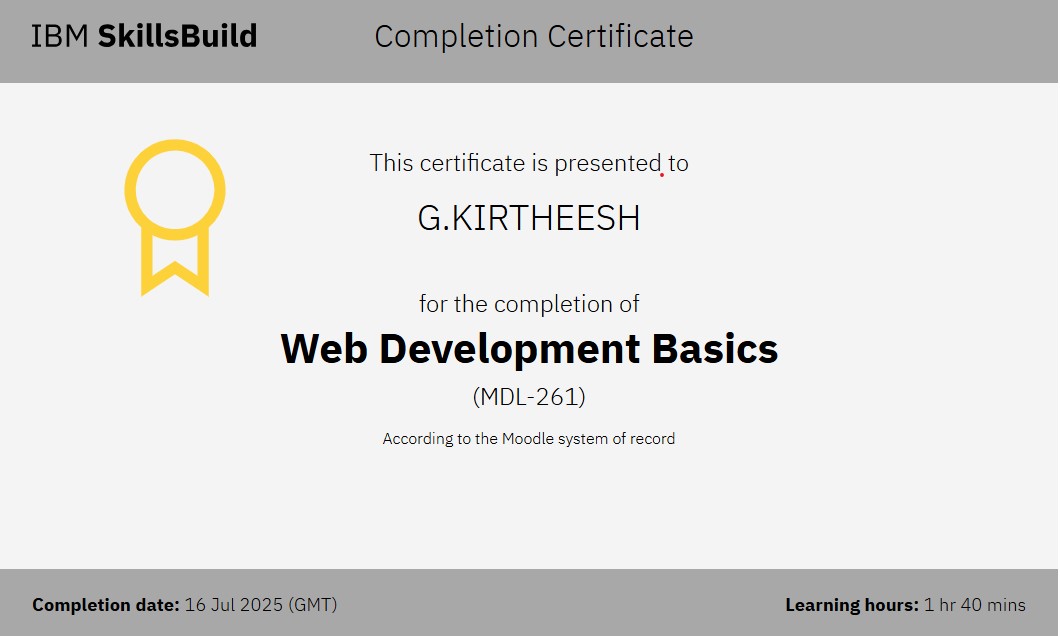 IBM SkillsBuild
Completion Certificate
This certificate is presented to
G.KIRTHEESH
for the completion of
Web Development Basics
(MDL-261)
According to the Moodle system of record
Completion date: 16 Jul 2025 (GMT)
Learning hours: 1 hr 40 mins